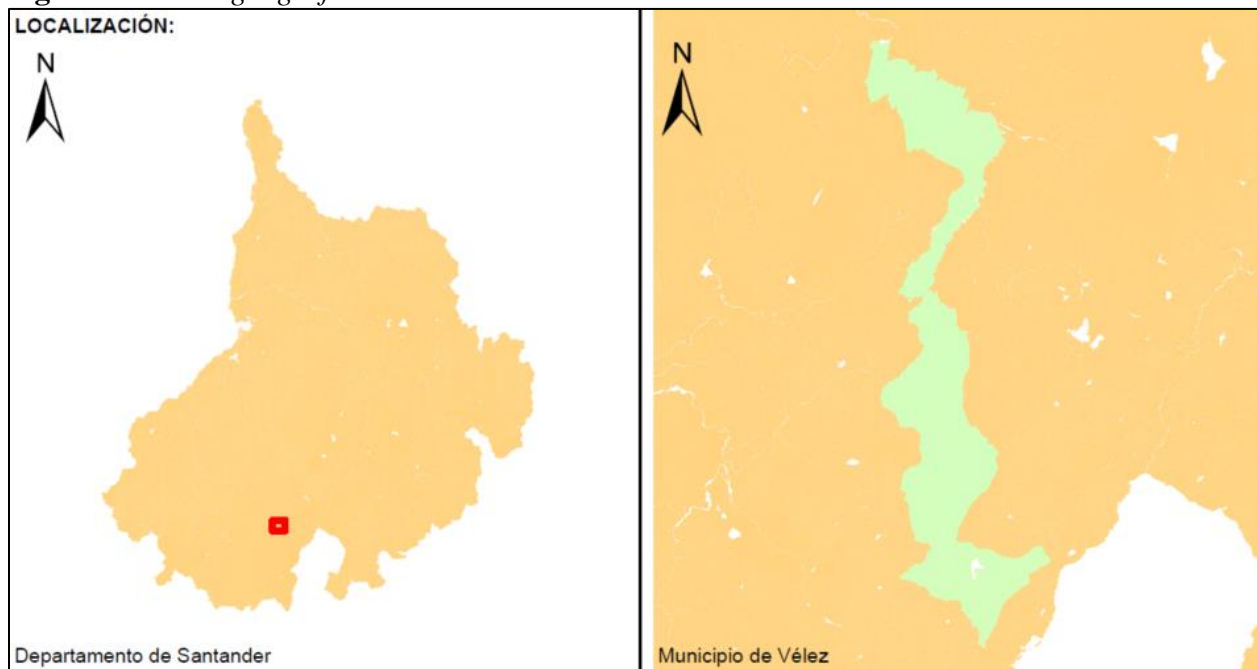 LOCALIZACIÓN:
N
Departamento de Santander
N
Municipio de Vélez